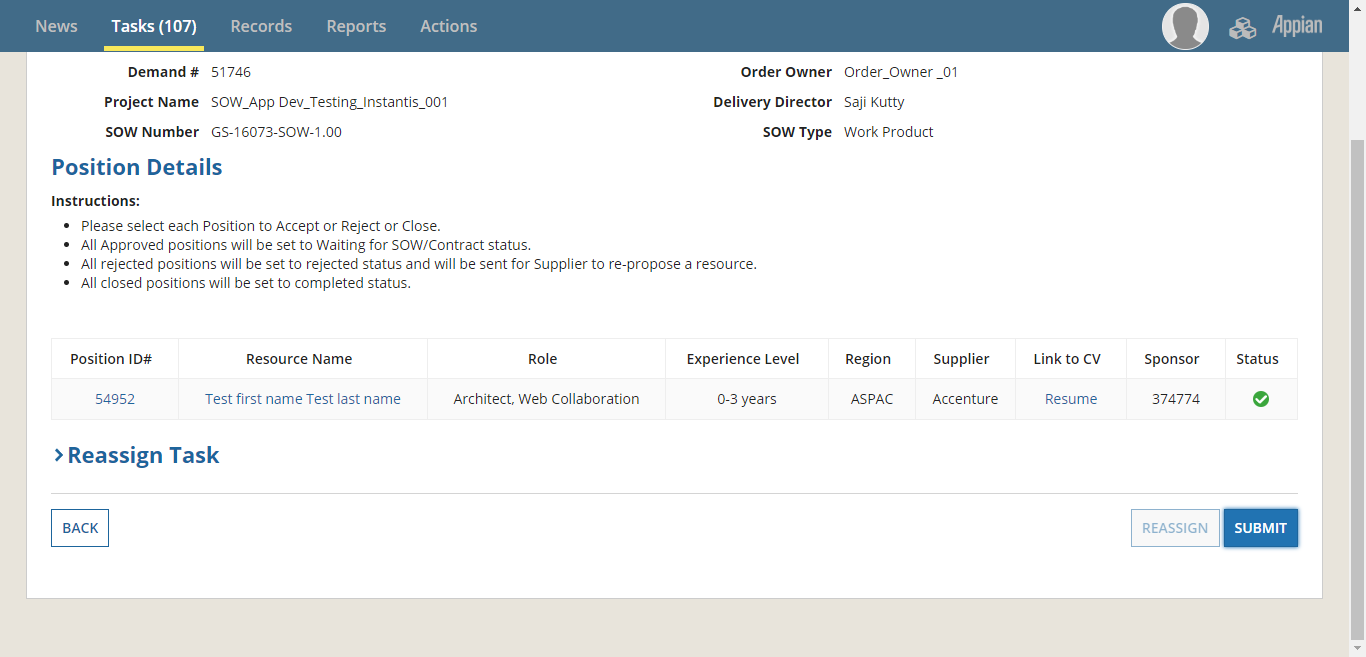 News Tasks (107) Records Reports Actions Appian
Demand # 51746 Order Owner Order_Owner _01
Project Name SOW_App Dev_Testing_Instantis_001 Delivery Director Saji Kutty
SOW Number GS-16073-SOW-1.00 SOW Type Work Product
Position Details
Instructions:
Please select each Position to Accept or Reject or Close.
All Approved positions will be set to Waiting for SOW/Contract status.
All rejected positions will be set to rejected status and will be sent for Supplier to re-propose a resource.
All closed positions will be set to completed status.
Position ID# Resource Name Role Experience Level Region Supplier Link to CV Sponsor Status
54952 Test first name Test last name Architect, Web Collaboration 0-3 years ASPAC Accenture Resume 374774
Reassign Task
BACK REASSIGN SUBMIT